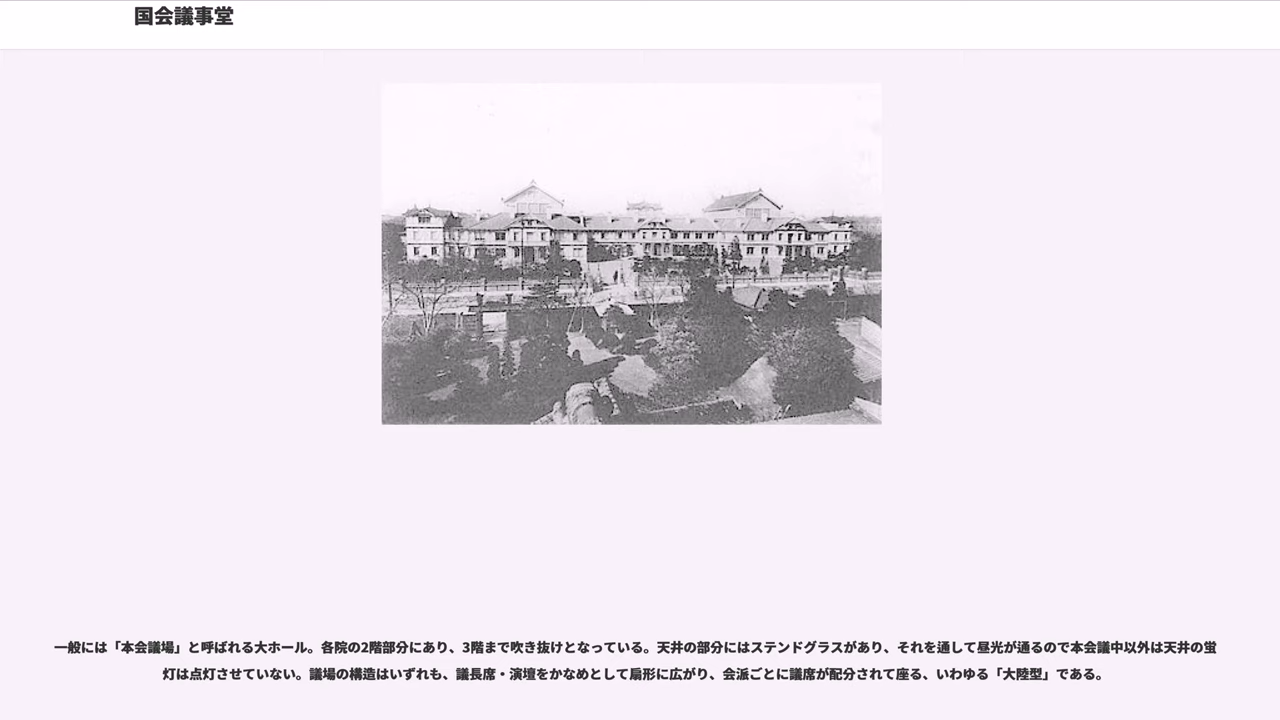 国会議事堂
一般には「本会議場」と呼ばれる大ホール。各院の2階部分にあり、3階まで吹き抜けとなっている。天井の部分にはステンドグラスがあり、それを通して昼光が通るので本会議中以外は天井の蛍
灯は点灯させていない。議場の構造はいずれも、議長席・演壇をかなめとして扇形に広がり、会派ごとに議席が配分されて座る、いわゆる「大陸型」である。